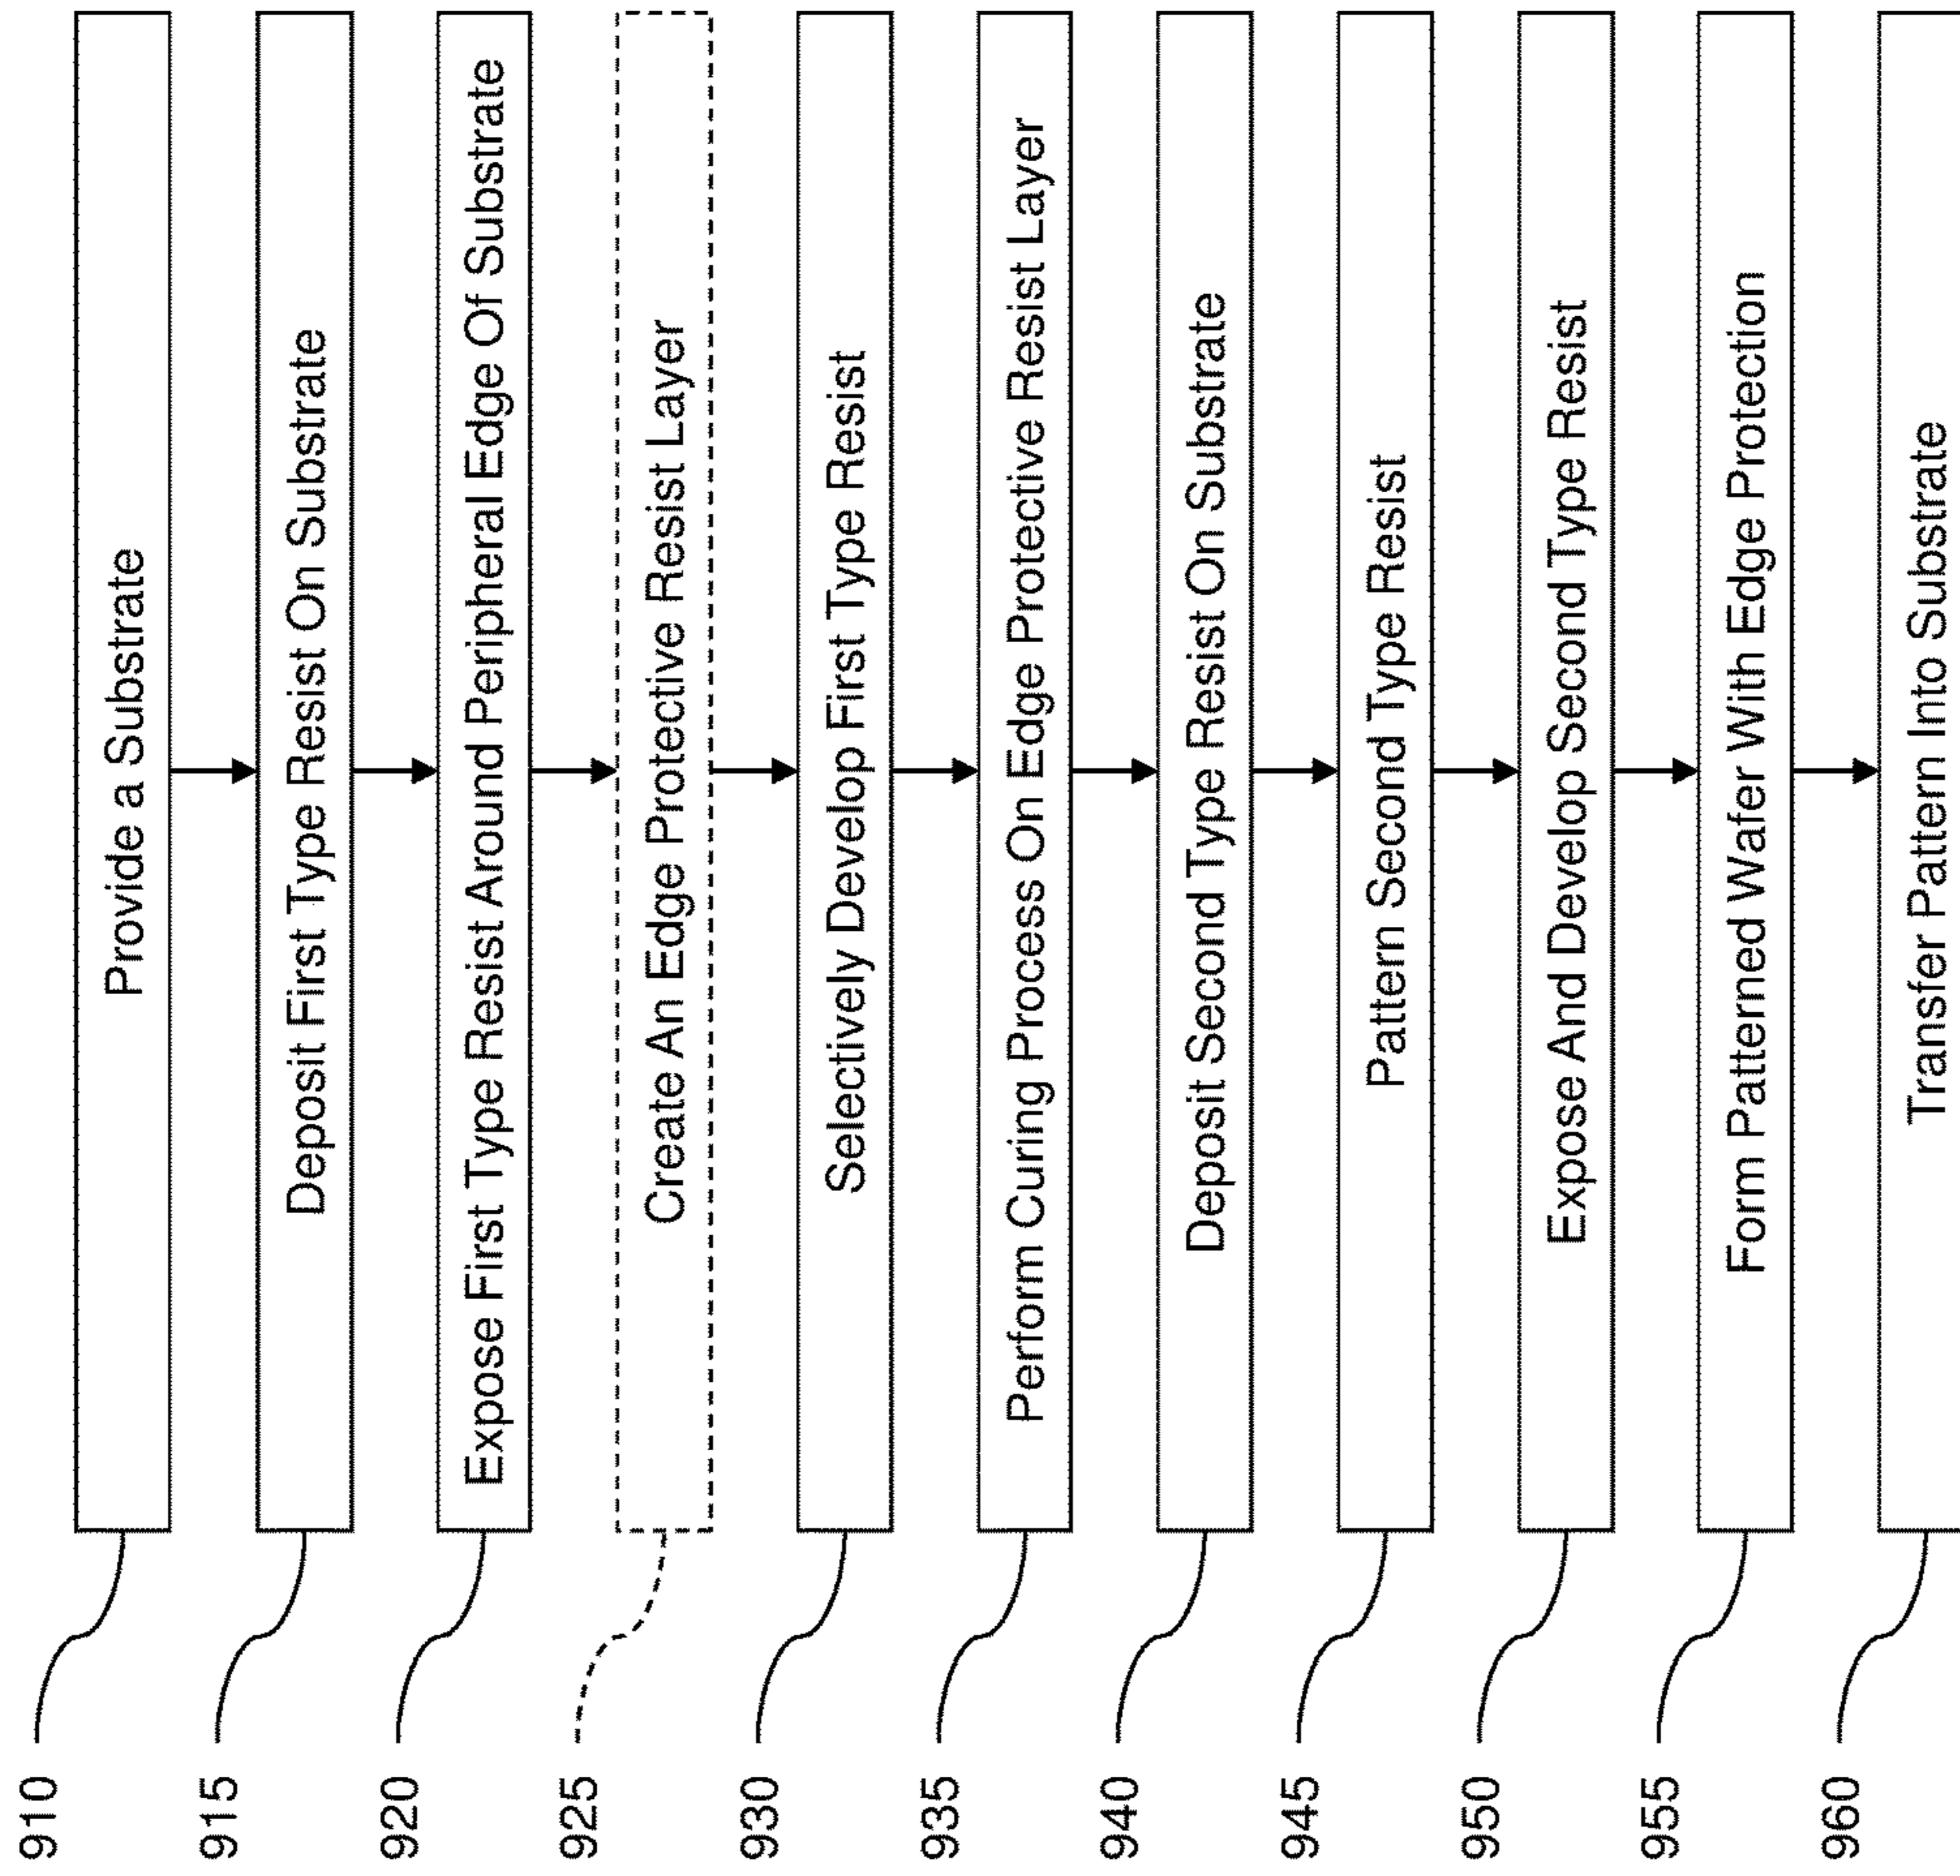 910
Provide a Substrate
915
Deposit First Type Resist On Substrate
920
Expose First Type Resist Around Peripheral Edge Of Substrate
925
Create An Edge Protective Resist Layer
930
Selectively Develop First Type Resist
935
Perform Curing Process On Edge Protective Resist Layer
940
Deposit Second Type Resist On Substrate
945
Pattern Second Type Resist
950
Expose And Develop Second Type Resist
955
Form Patterned Wafer With Edge Protection
960
Transfer Pattern Into Substrate